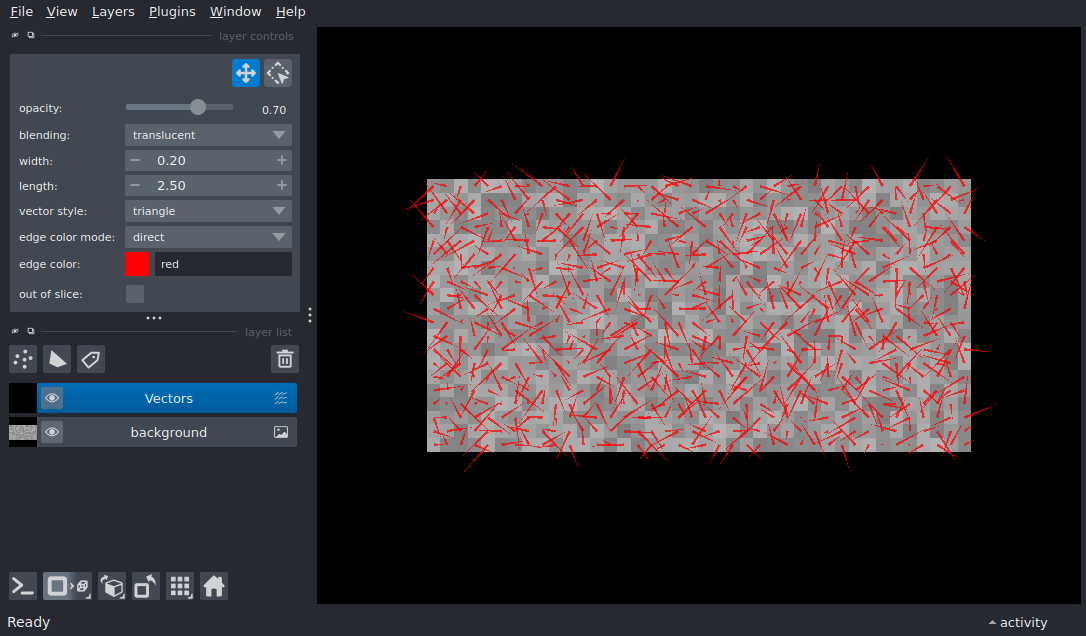 File View Layers Plugins Window Help
layer controls
opacity: 0.70
blending: translucent
width: 0.20
length: 2.50
vector style: triangle
edge color mode: direct
edge color: red
out of slice:
layer list
Vectors
background
Ready activity